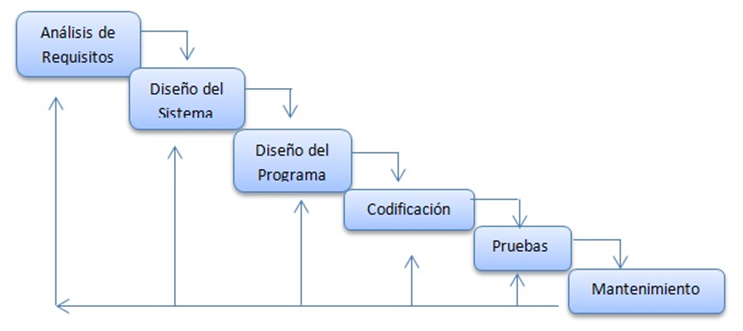 Análisis de
Requisitos
Diseño del
Sistema
Diseño del
Programa
Codificación
Pruebas
Mantenimiento